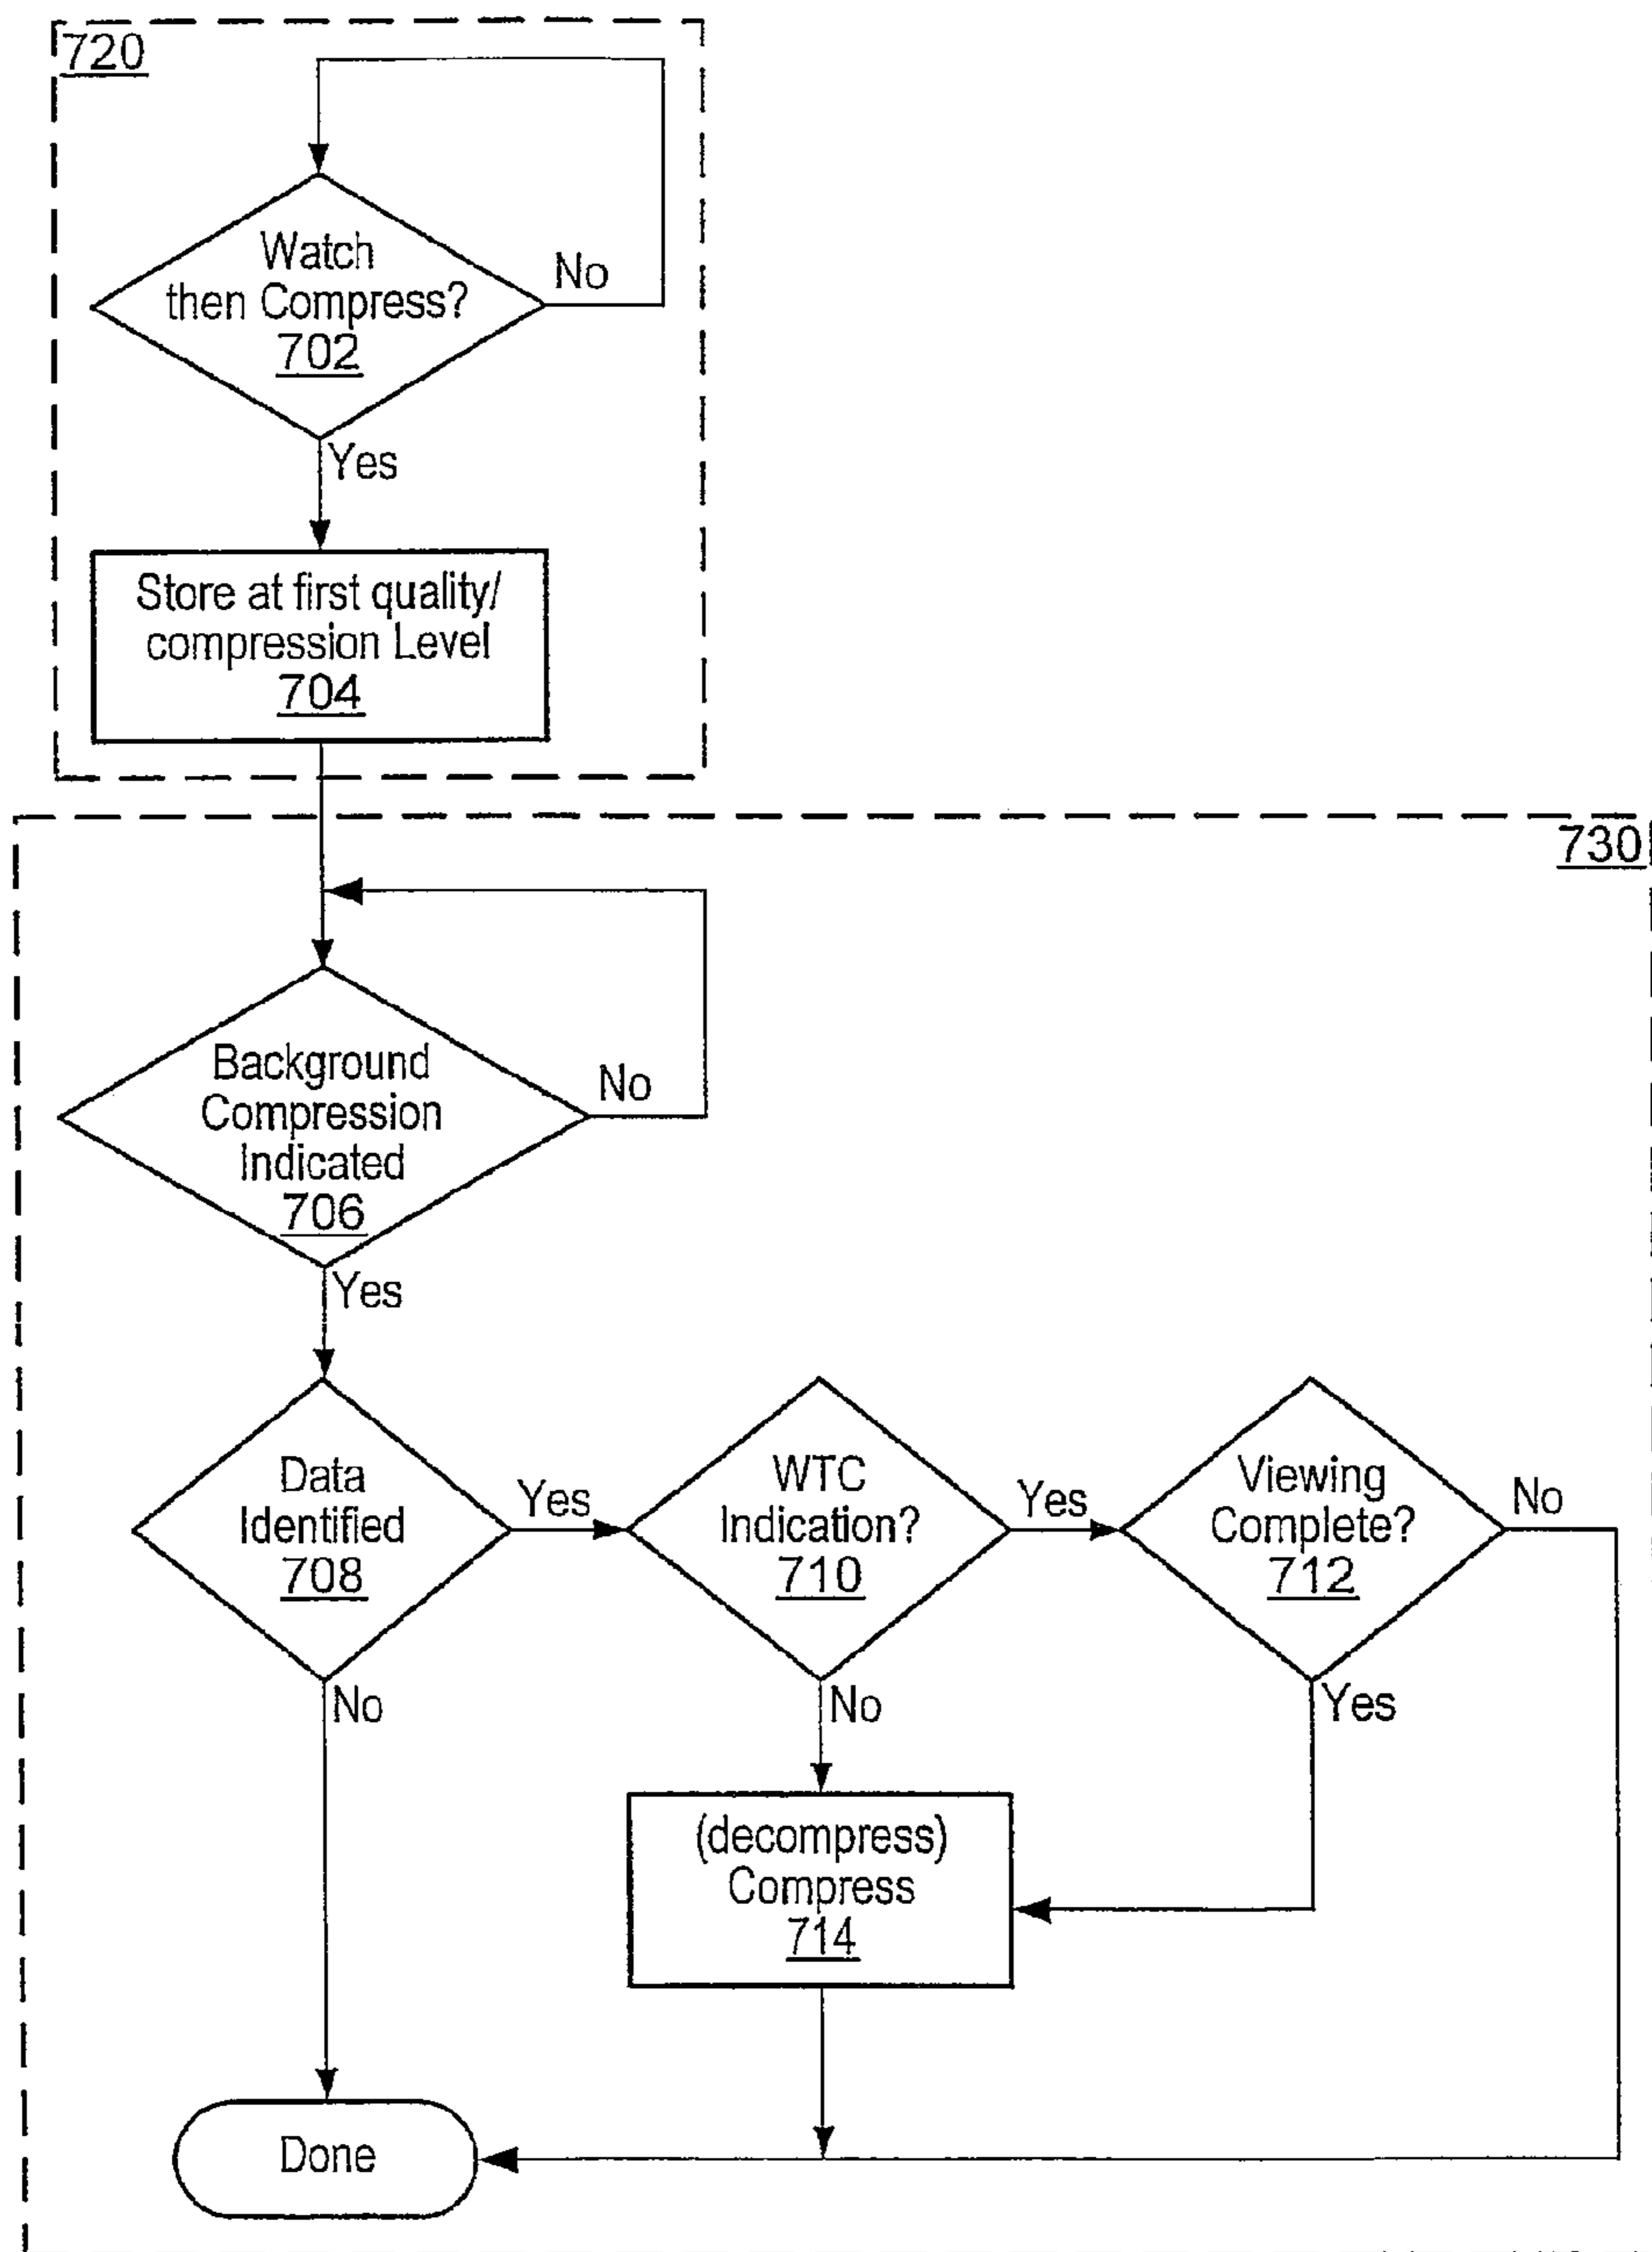 720
Watch
then Compress?
702
No
Yes
Store at first quality/
compression Level
704
730
Background
Compression
Indicated
706
No
Yes
Data
Identified
708
Yes
WTC
Indication?
710
Yes
Viewing
Complete?
712
No
No
No
Yes
(decompress)
Compress
714
Done